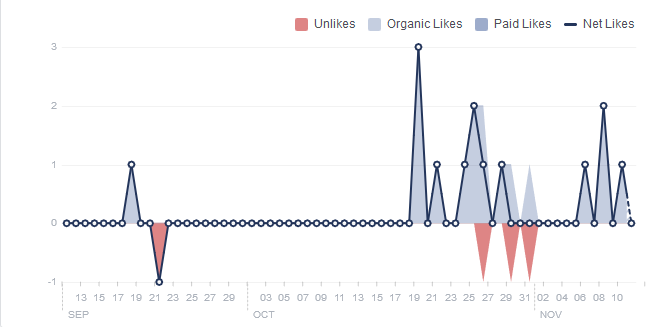 Unlikes Organic Likes Paid Likes Net Likes
3
2
1
0
-1
13 15 17 19 21 23 25 27 29 03 05 07 09 11 13 15 17 19 21 23 25 27 29 31 02 04 06 08 10
SEP OCT NOV